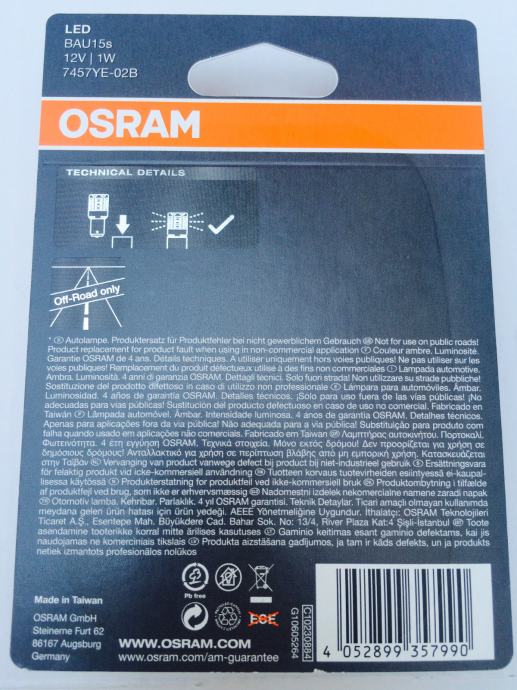 LED
BAU15s
12V | 1W
7457YE-02B
OSRAM
TECHNICAL DETAILS
Off-Road only
* Ⓓ Autolampe. Produktersatz für Produktfehler bei nicht gewerblichem Gebrauch Not for use on public roads!
Product replacement for product fault when using in non-commercial application Ⓕ Couleur ambre. Luminosité.
Garantie OSRAM de 4 ans. Détails techniques. A utiliser uniquement hors voies publiques! Ne pas utiliser sur les
voies publiques! Remplacement du produit défectueux utilisé à des fins non commerciales Ⓘ Lampada automotive.
Ambra. Luminosità. 4 anni di garanzia OSRAM. Dettagli tecnici. Solo fuori strada! Non utilizzare su strade pubbliche!
Sostituzione del prodotto difettoso in caso di utilizzo non professionale Ⓔ Lámpara para automóviles. Ámbar.
Luminosidad. 4 años de garantía OSRAM. Detalles técnicos. ¡Sólo para uso fuera de las vías públicas! ¡No
adecuadas para vías públicas! Sustitución del producto defectuoso en caso de uso no comercial. Fabricado en
Taiwán Ⓟ Lâmpada automóvel. Âmbar. Intensidade luminosa. 4 anos de garantia OSRAM. Detalhes técnicos.
Apenas para aplicações fora da via pública! Não adequada para a via pública! Substituição para produto com
falha quando usado em aplicações não comerciais. Fabricado em Taiwan Λαμπτήρας αυτοκινήτου. Πορτοκαλί.
Φωτεινότητα. 4 έτη εγγύηση OSRAM. Τεχνικά στοιχεία. Μόνο εκτός δρόμου! Δεν προορίζεται για χρήση σε
δημόσιους δρόμους! Ανταλλακτικό για χρήση σε περίπτωση βλάβης από μη εμπορική χρήση. Κατασκευάζεται
στην Ταϊβάν Vervanging van product vanwege defect bij product bij niet-industrieel gebruik Ⓢ Ersättningsvara
för felaktig produkt vid icke-kommersiell användning Tuotteen korvaus tuotevirheiden esiintyessä ei-kaupal-
lisessa käytössä Produkterstatning for produktfeil ved ikke-kommersiell bruk Produktombytning i tilfælde
af produktfejl ved brug, som ikke er erhvervsmæssig Nadomestni izdelek nekomercialne namene zaradi napak
Otomotiv lamba. Kehribar. Parlaklık. 4 yıl OSRAM garantisi. Teknik Detaylar. Ticari amaçlı olmayan kullanımda
meydana gelen ürün hatası için ürün yedeği. AEEE Yönetmeliğine Uygundur. İthalatçı: OSRAM Teknolojileri
Ticaret A.Ş., Esentepe Mah. Büyükdere Cad. Bahar Sok. No: 13/4, River Plaza Kat:4 Şişli-Istanbul Toote
asendamine tooterikke korral mitte ärilises kasutuses Gaminio keitimas esant gaminio defektams, kai jis
naudojamas ne komerciniais tikslais Produkta aizstāšana gadījumos, ja tam ir kāds defekts, un ja produkts
netiek izmantots profesionālos nolūkos
Pb free
Made in Taiwan
OSRAM GmbH
Steinerne Furt 62
86167 Augsburg
Germany
ECE
WWW.OSRAM.COM
www.osram.com/am-guarantee
C10230884
G10605264
4 052899 357990